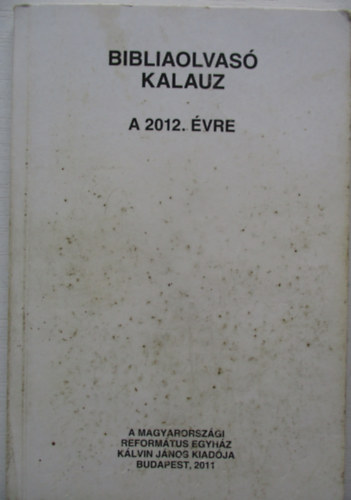 BIBLIAOLVASÓ
KALAUZ
A 2012. ÉVRE
A MAGYARORSZÁGI
REFORMÁTUS EGYHÁZ
KÁLVIN JÁNOS KIADÓJA
BUDAPEST, 2011